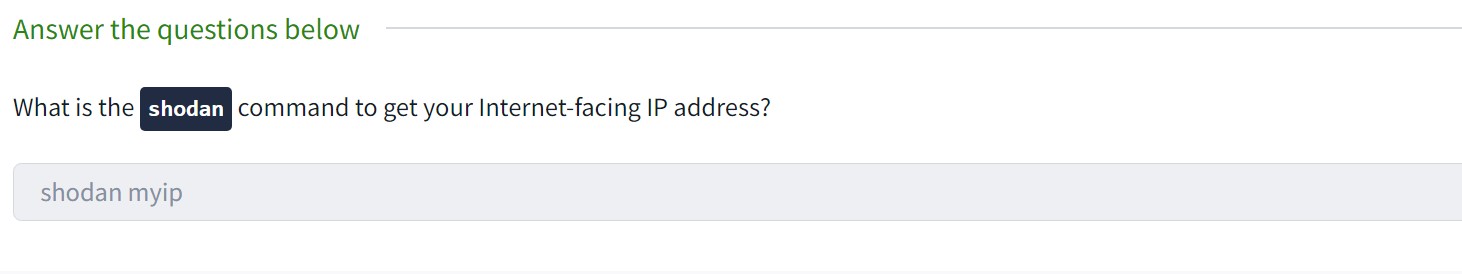 Answer the questions below
What is the shodan command to get your Internet-facing IP address?
shodan myip